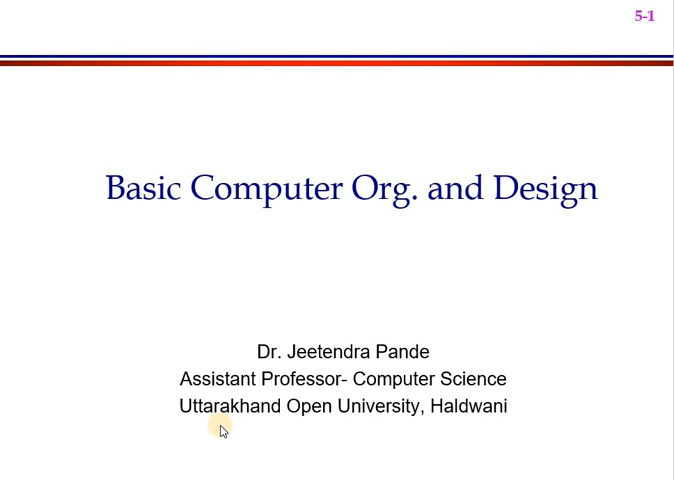 5-1
Basic Computer Org. and Design
Dr. Jeetendra Pande
Assistant Professor- Computer Science
Uttarakhand Open University, Haldwani